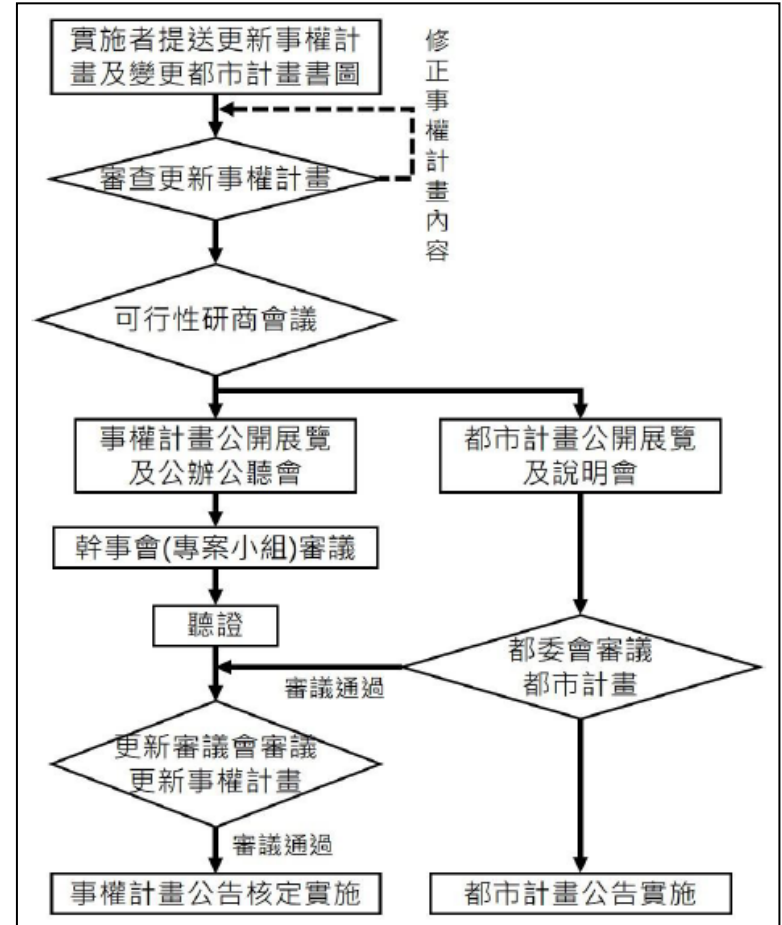 實施者提送更新事權計
畫及變更都市計畫書圖
修正事權計畫內容
審查更新事權計畫
可行性研商會議
事權計畫公開展覽
及公辦公聽會
都市計畫公開展覽
及說明會
幹事會(專案小組)審議
聽證
都委會審議
都市計畫
審議通過
更新審議會審議
更新事權計畫
審議通過
事權計畫公告核定實施
都市計畫公告實施